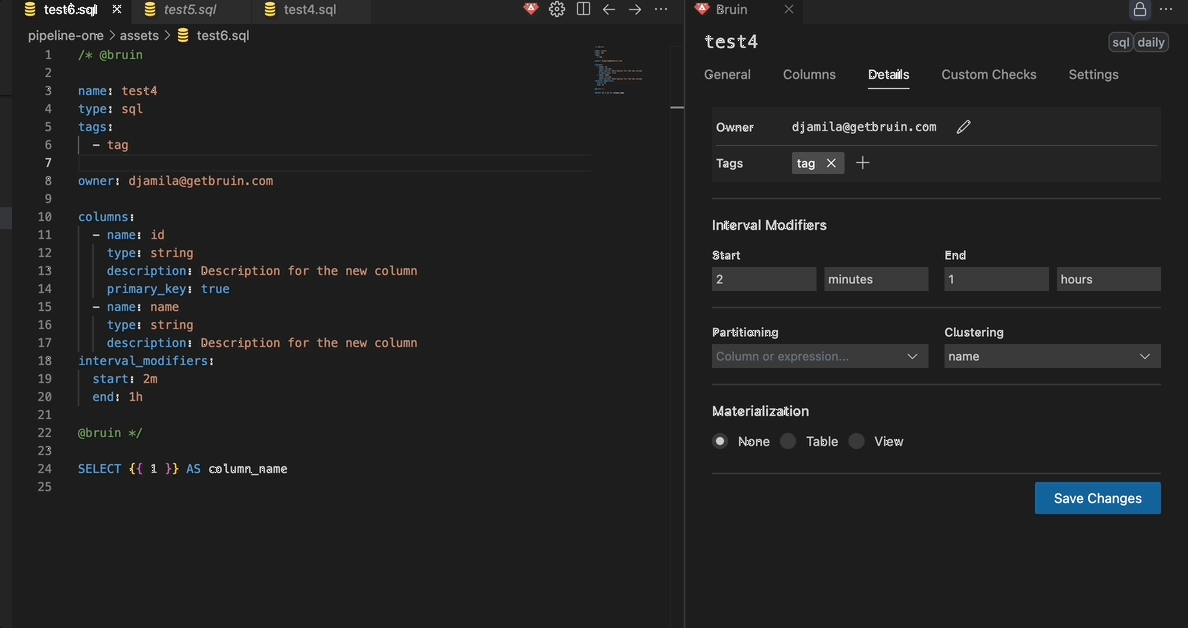 test6.sql
test5.sql
test4.sql
pipeline-one > assets > test6.sql
1 /* @bruin
2
3 name: test4
4 type: sql
5 tags:
6 - tag
7
8 owner: djamila@getbruin.com
9
10 columns:
11 - name: id
12 type: string
13 description: Description for the new column
14 primary_key: true
15 - name: name
16 type: string
17 description: Description for the new column
18 interval_modifiers:
19 start: 2m
20 end: 1h
21
22 @bruin */
23
24 SELECT {{ 1 }} AS column_name
25
Bruin
test4
sql daily
General Columns Details Custom Checks Settings
Owner djamila@getbruin.com
Tags tag
Interval Modifiers
Start End
2 minutes 1 hours
Partitioning Clustering
Column or expression... name
Materialization
None Table View
Save Changes